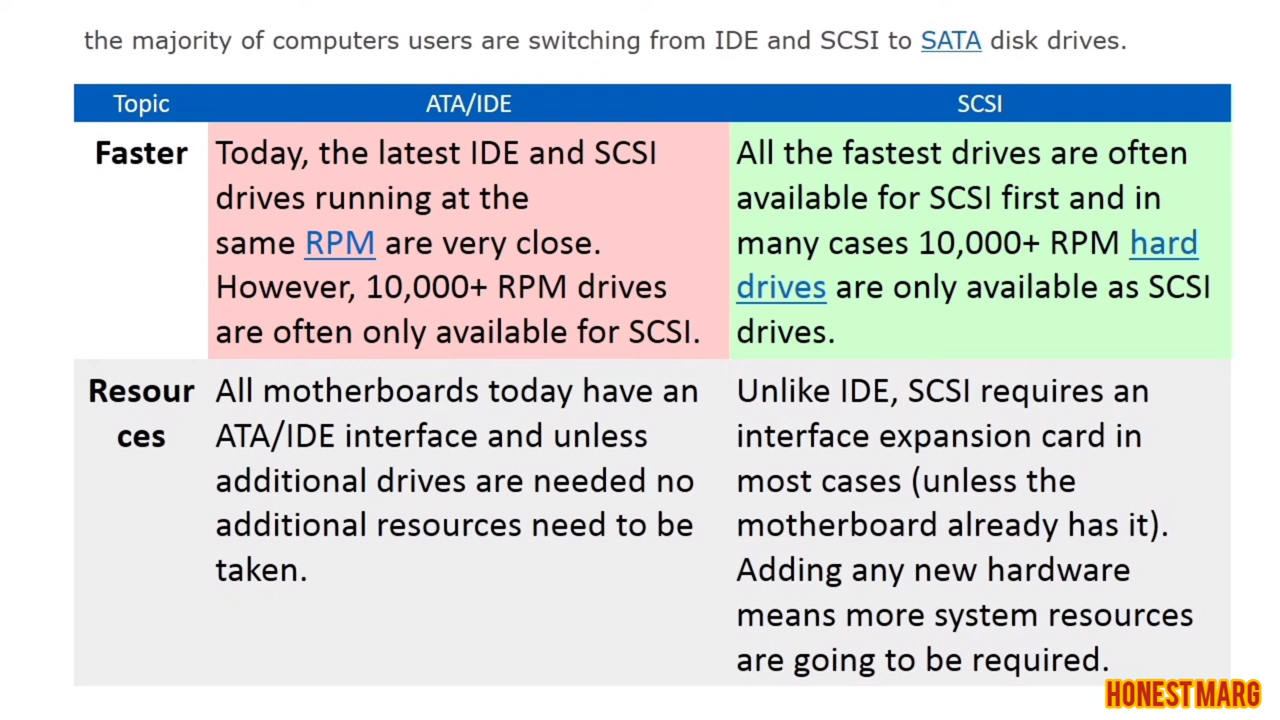 the majority of computers users are switching from IDE and SCSI to SATA disk drives.
Topic
ATA/IDE
SCSI
Faster
Today, the latest IDE and SCSI
drives running at the
same RPM are very close.
However, 10,000+ RPM drives
are often only available for SCSI.
All the fastest drives are often
available for SCSI first and in
many cases 10,000+ RPM hard
drives are only available as SCSI
drives.
Resour
ces
All motherboards today have an
ATA/IDE interface and unless
additional drives are needed no
additional resources need to be
taken.
Unlike IDE, SCSI requires an
interface expansion card in
most cases (unless the
motherboard already has it).
Adding any new hardware
means more system resources
are going to be required.
HONEST MARG